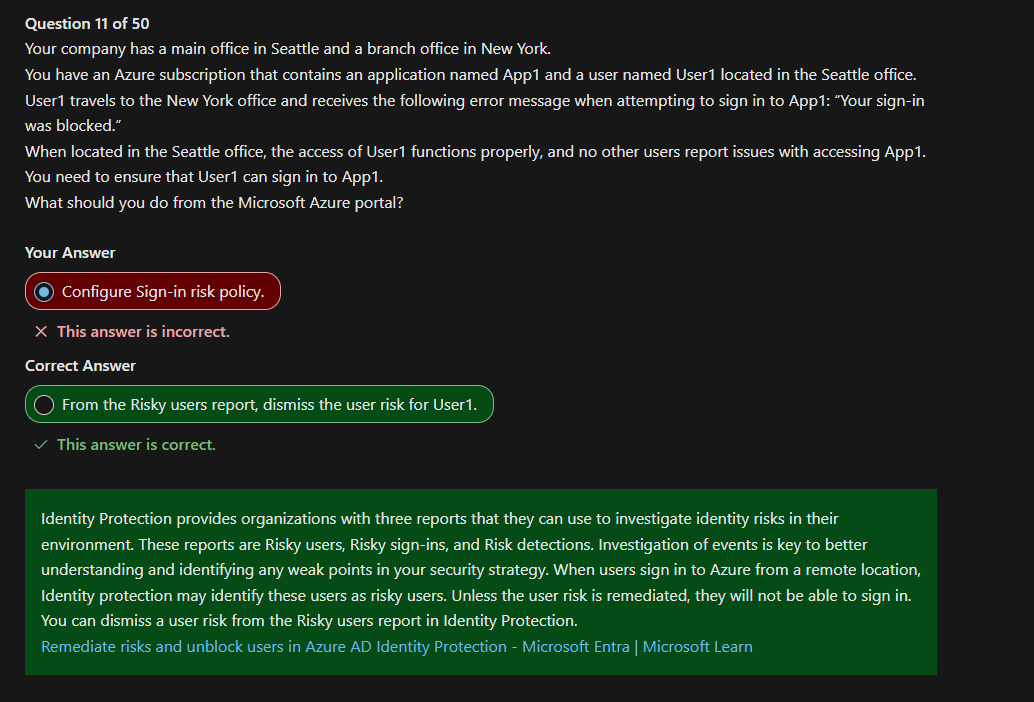 Question 11 of 50
Your company has a main office in Seattle and a branch office in New York.
You have an Azure subscription that contains an application named App1 and a user named User1 located in the Seattle office.
User1 travels to the New York office and receives the following error message when attempting to sign in to App1: “Your sign-in
was blocked.”
When located in the Seattle office, the access of User1 functions properly, and no other users report issues with accessing App1.
You need to ensure that User1 can sign in to App1.
What should you do from the Microsoft Azure portal?
Your Answer
Configure Sign-in risk policy.
This answer is incorrect.
Correct Answer
From the Risky users report, dismiss the user risk for User1.
This answer is correct.
Identity Protection provides organizations with three reports that they can use to investigate identity risks in their
environment. These reports are Risky users, Risky sign-ins, and Risk detections. Investigation of events is key to better
understanding and identifying any weak points in your security strategy. When users sign in to Azure from a remote location,
Identity protection may identify these users as risky users. Unless the user risk is remediated, they will not be able to sign in.
You can dismiss a user risk from the Risky users report in Identity Protection.
Remediate risks and unblock users in Azure AD Identity Protection - Microsoft Entra | Microsoft Learn